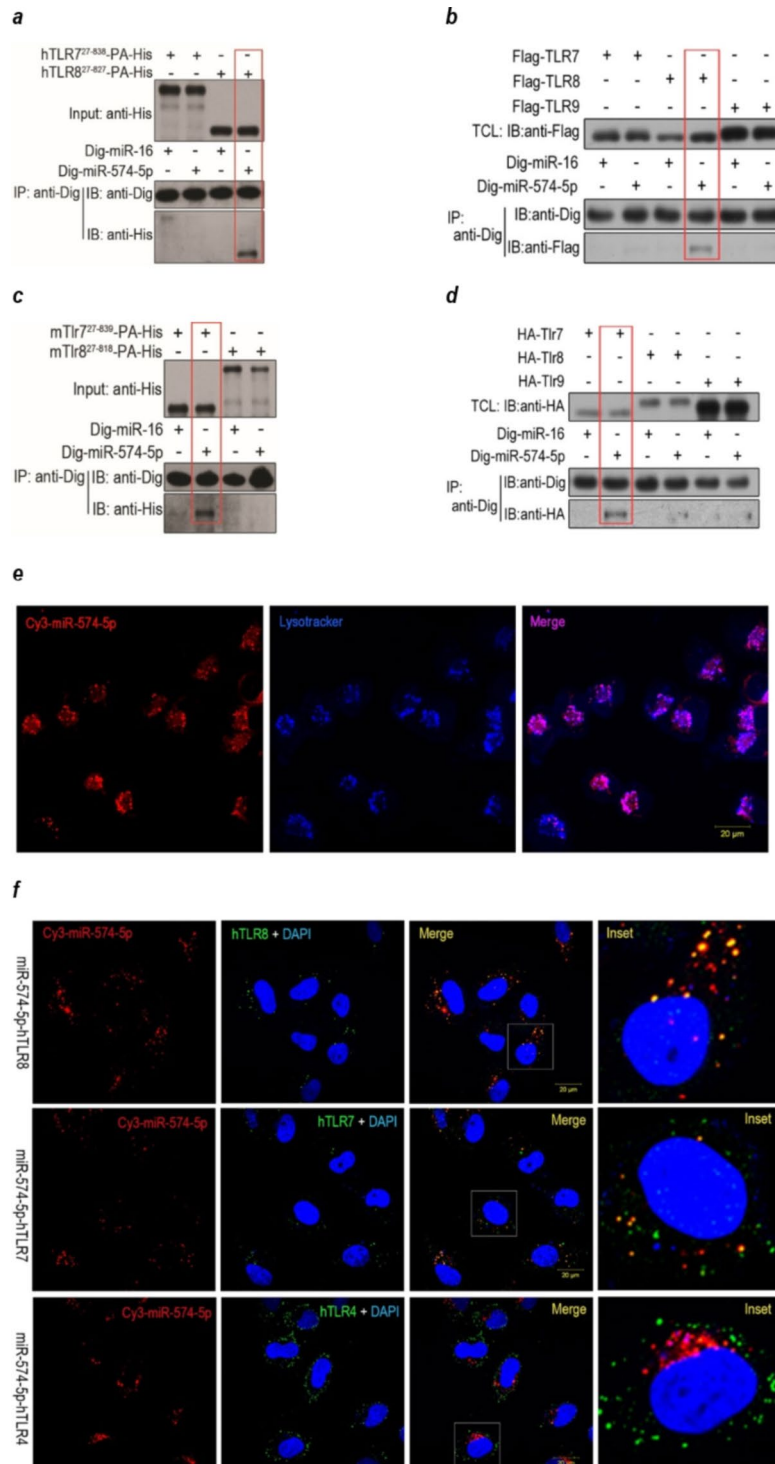 a
hTLR7²⁷⁻⁸³⁸-PA-His + + - -
hTLR8²⁷⁻⁸²⁷-PA-His - - + +
Input: anti-His
Dig-miR-16 + - + -
Dig-miR-574-5p - + - +
IP: anti-Dig IB: anti-Dig
IB: anti-His
b
Flag-TLR7 + + - - - -
Flag-TLR8 - - + + - -
Flag-TLR9 - - - - + +
TCL: IB:anti-Flag
Dig-miR-16 + - + - + -
Dig-miR-574-5p - + - + - +
IP: anti-Dig IB:anti-Dig
IB:anti-Flag
c
mTlr7²⁷⁻⁸³⁹-PA-His + + - -
mTlr8²⁷⁻⁸¹⁸-PA-His - - + +
Input: anti-His
Dig-miR-16 + - + -
Dig-miR-574-5p - + - +
IP: anti-Dig IB: anti-Dig
IB: anti-His
d
HA-Tlr7 + + - - - -
HA-Tlr8 - - + + - -
HA-Tlr9 - - - - + +
TCL: IB:anti-HA
Dig-miR-16 + - + - + -
Dig-miR-574-5p - + - + - +
IP: anti-Dig IB:anti-Dig
IB:anti-HA
e
Cy3-miR-574-5p Lysotracker Merge
20 µm
f
miR-574-5p-hTLR8
Cy3-miR-574-5p hTLR8 + DAPI Merge Inset
20 µm
miR-574-5p-hTLR7
Cy3-miR-574-5p hTLR7 + DAPI Merge Inset
20 µm
miR-574-5p-hTLR4
Cy3-miR-574-5p hTLR4 + DAPI Merge Inset